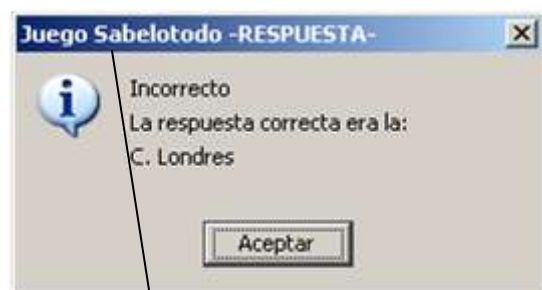 Juego Sabelotodo -RESPUESTA-
Incorrecto
La respuesta correcta era la:
C. Londres
Aceptar